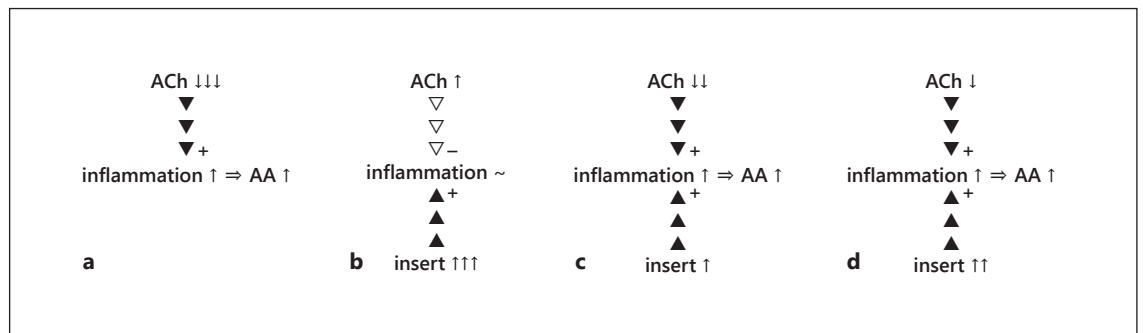 ACh ↓↓↓
+
inflammation ↑ ⇒ AA ↑
a
ACh ↑
–
inflammation ~
+
insert ↑↑↑
b
ACh ↓↓
+
inflammation ↑ ⇒ AA ↑
+
insert ↑
c
ACh ↓
+
inflammation ↑ ⇒ AA ↑
+
insert ↑↑
d